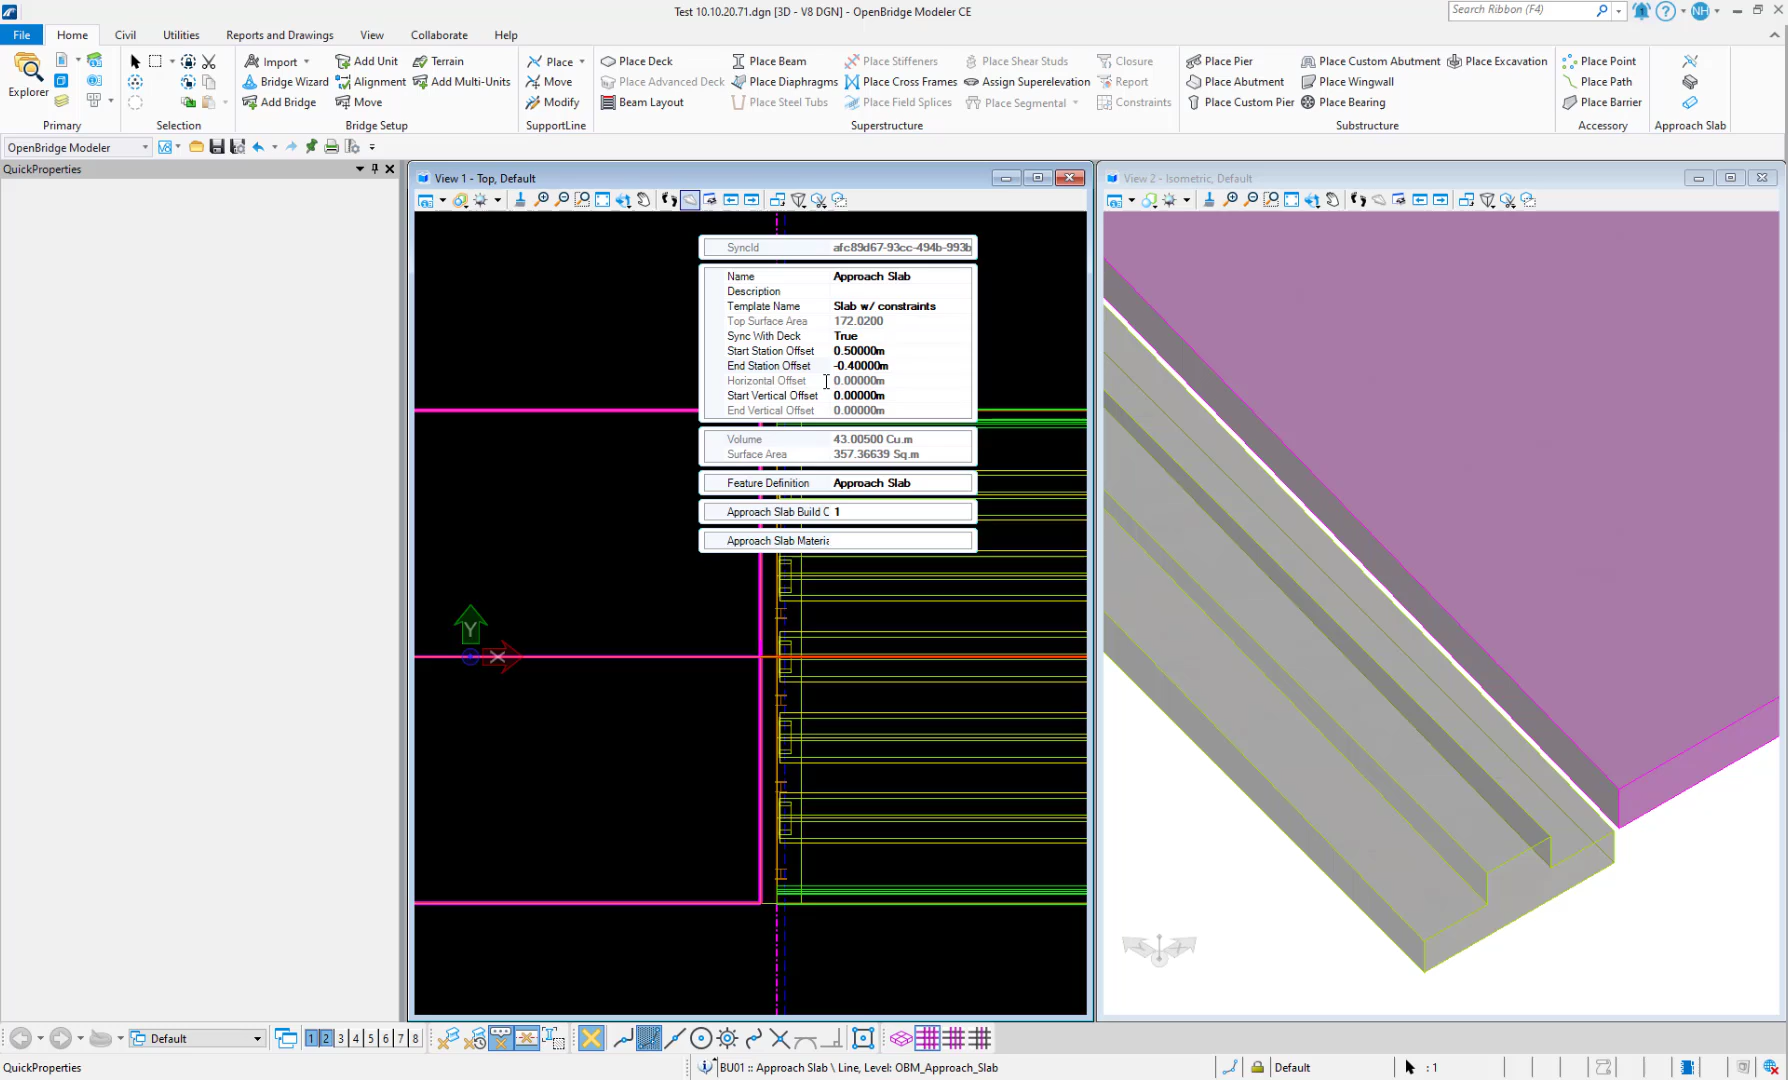 Test 10.10.20.71.dgn [3D - V8 DGN] - OpenBridge Modeler CE
Search Ribbon (F4)
NH
File Home Civil Utilities Reports and Drawings View Collaborate Help
Explorer
Primary
Selection
Import
Bridge Wizard
Add Bridge
Add Unit
Alignment
Move
Terrain
Add Multi-Units
Bridge Setup
Place
Move
Modify
SupportLine
Place Deck
Place Advanced Deck
Beam Layout
Place Beam
Place Diaphragms
Place Steel Tubs
Place Stiffeners
Place Cross Frames
Place Field Splices
Place Shear Studs
Assign Superelevation
Place Segmental
Closure
Report
Constraints
Superstructure
Place Pier
Place Abutment
Place Custom Pier
Place Custom Abutment
Place Wingwall
Place Bearing
Place Excavation
Substructure
Place Point
Place Path
Place Barrier
Accessory
Approach Slab
OpenBridge Modeler
QuickProperties
View 1 - Top, Default
View 2 - Isometric, Default
SyncId afc89d67-93cc-494b-993b
Name Approach Slab
Description
Template Name Slab w/ constraints
Top Surface Area 172.0200
Sync With Deck True
Start Station Offset 0.50000m
End Station Offset -0.40000m
Horizontal Offset 0.00000m
Start Vertical Offset 0.00000m
End Vertical Offset 0.00000m
Volume 43.00500 Cu.m
Surface Area 357.36639 Sq.m
Feature Definition Approach Slab
Approach Slab Build C 1
Approach Slab Materia
Y
X
Default
1 2 3 4 5 6 7 8
QuickProperties
BU01 :: Approach Slab \ Line, Level: OBM_Approach_Slab
Default
: 1